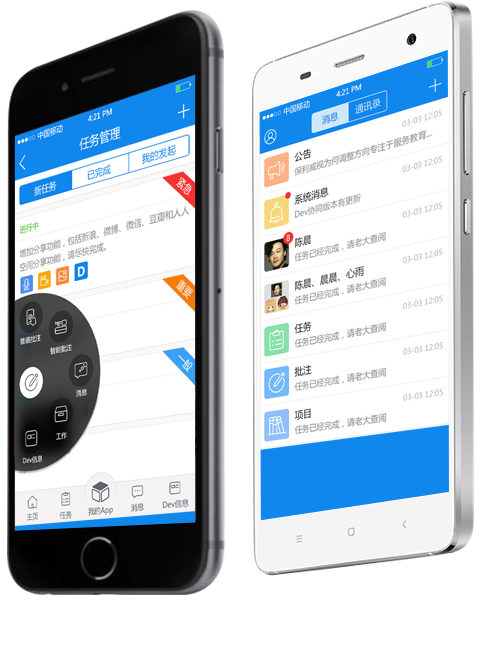 中国移动
4:21 PM
任务管理
新任务
已完成
我的发起
紧急
进行中
增加分享功能，包括新浪、微博、微信、豆瓣和人人
空间分享功能，请尽快完成。
D
重要
一般
普通批注
智能批注
消息
工作
Dev信息
主页
任务
我的App
消息
Dev信息
中国移动
4:21 PM
消息
通讯录
公告
03-03 12:05
保利威视为何调整方向专注于服务教育...
系统消息
03-03 12:05
Dev协同版本有更新
8
陈晨
03-03 12:05
任务已经完成，请老大查阅
陈晨、晨晨、心雨
03-03 12:05
任务已经完成，请老大查阅
任务
03-03 12:05
任务已经完成，请老大查阅
批注
03-03 12:05
任务已经完成，请老大查阅
项目
03-03 12:05
任务已经完成，请老大查阅